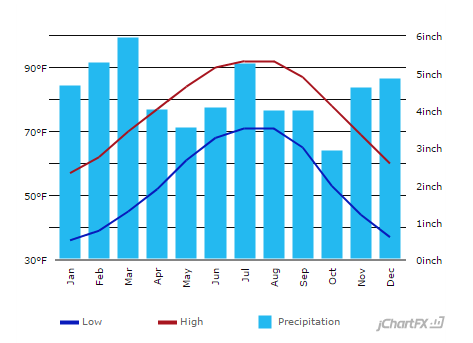 6inch
90°F
5inch
4inch
70°F
3inch
50°F
2inch
1inch
30°F
0inch
Jan Feb Mar Apr May Jun Jul Aug Sep Oct Nov Dec
Low High Precipitation
jChartFX